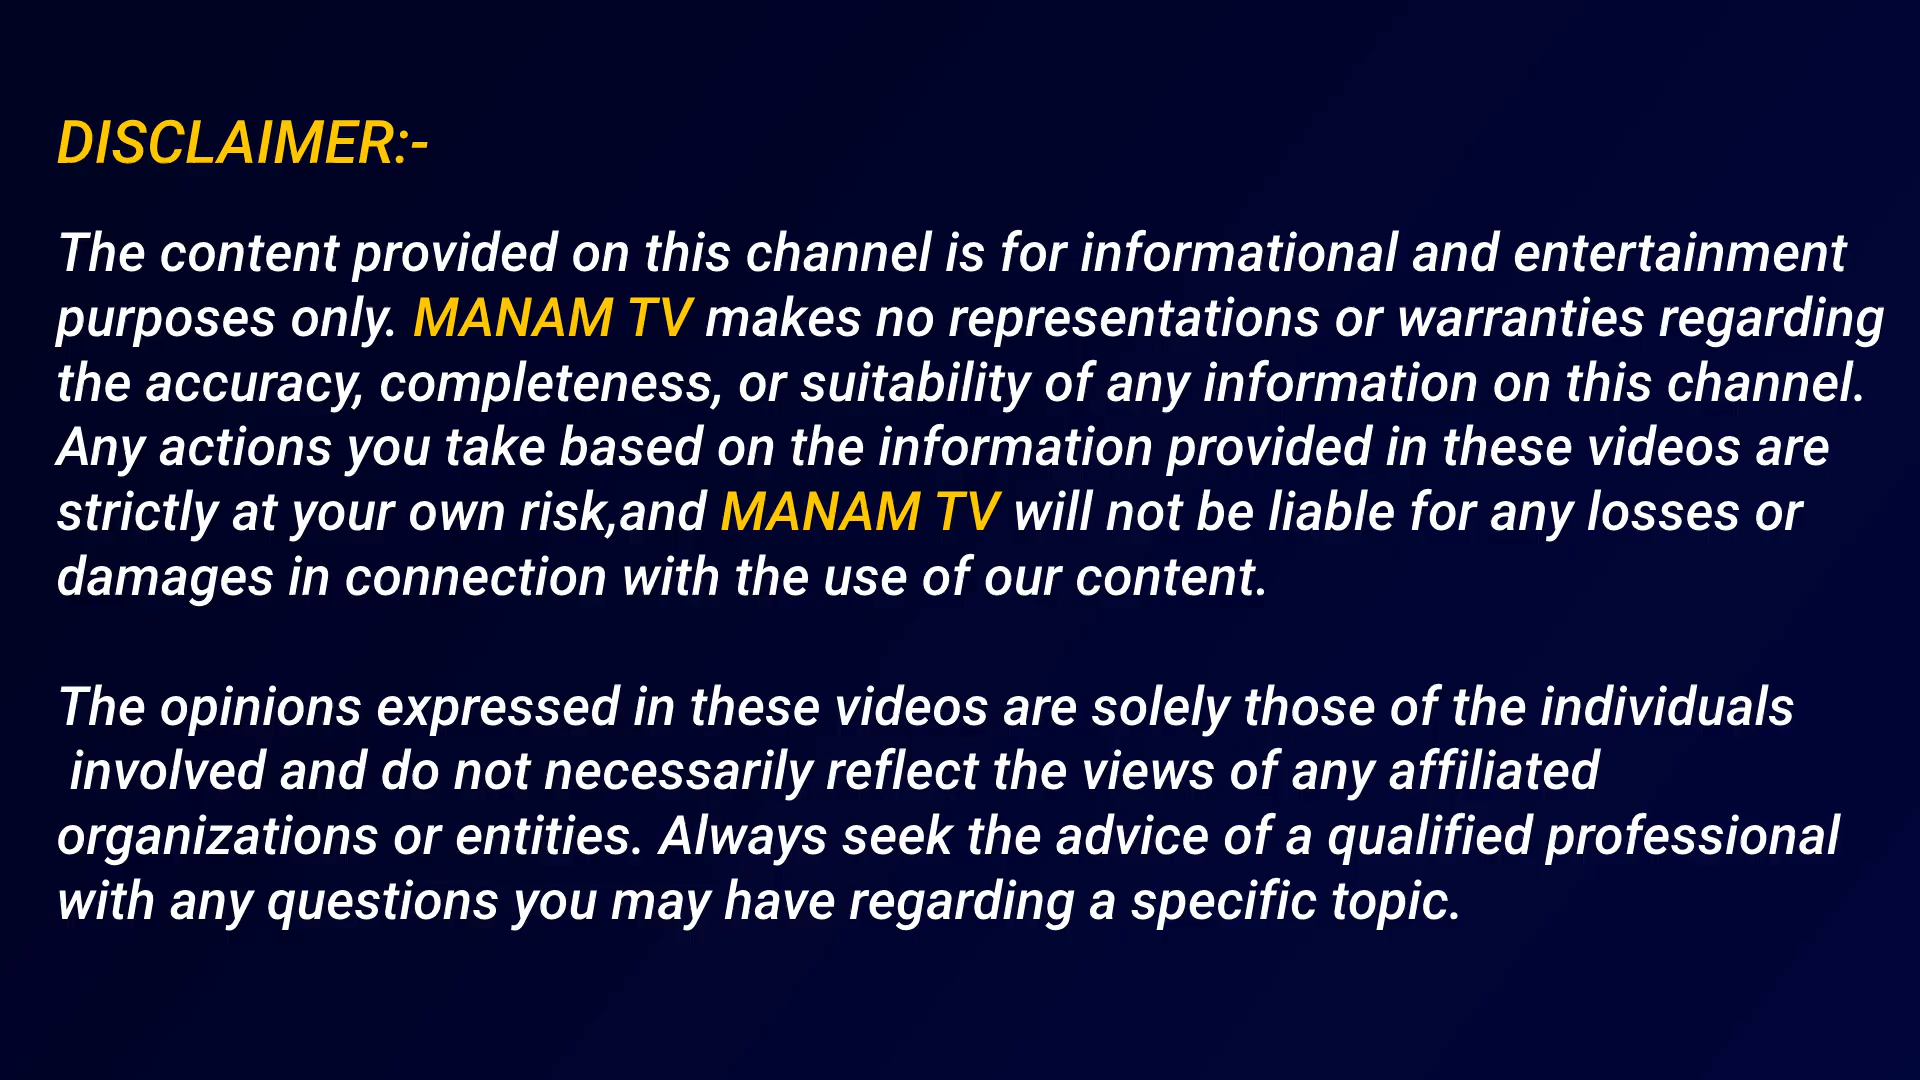 DISCLAIMER:-
The content provided on this channel is for informational and entertainment
purposes only. MANAM TV makes no representations or warranties regarding
the accuracy, completeness, or suitability of any information on this channel.
Any actions you take based on the information provided in these videos are
strictly at your own risk,and MANAM TV will not be liable for any losses or
damages in connection with the use of our content.
The opinions expressed in these videos are solely those of the individuals
involved and do not necessarily reflect the views of any affiliated
organizations or entities. Always seek the advice of a qualified professional
with any questions you may have regarding a specific topic.